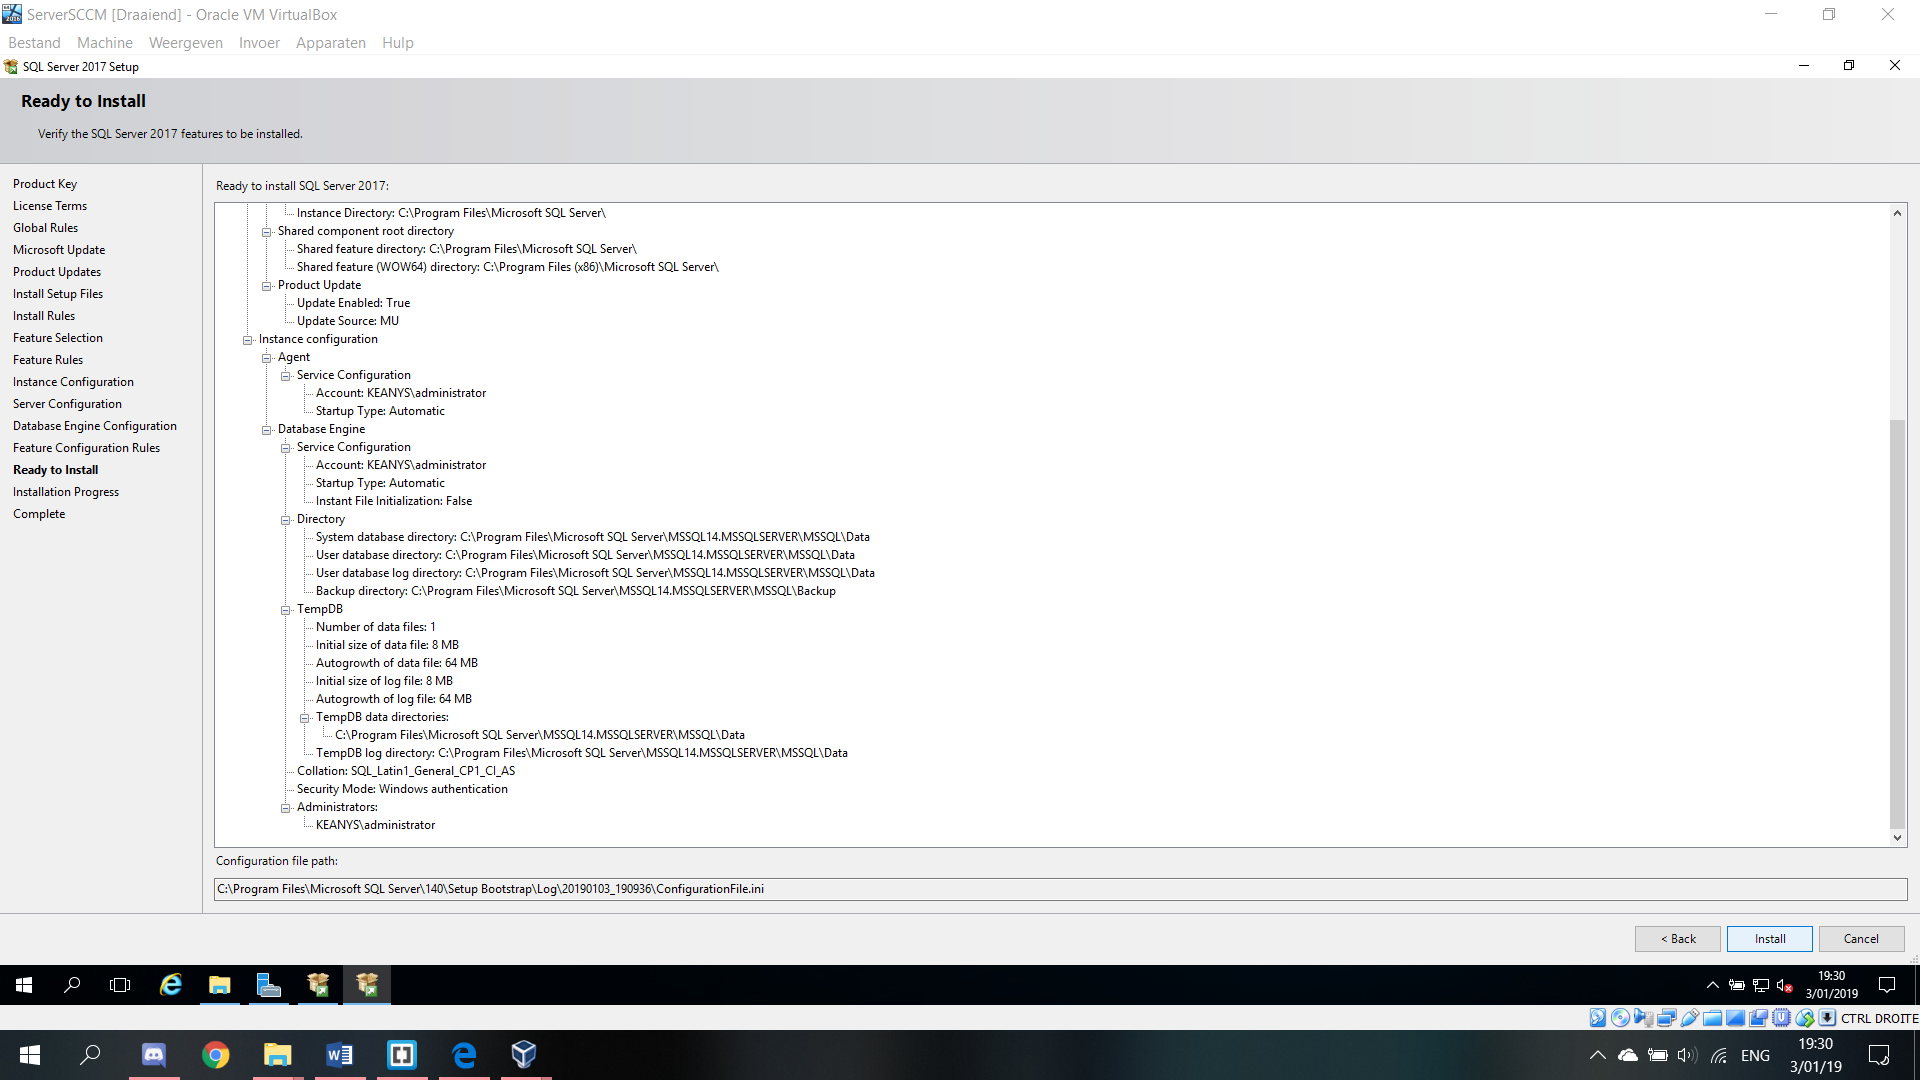 ServerSCCM [Draaiend] - Oracle VM VirtualBox
Bestand Machine Weergeven Invoer Apparaten Hulp
SQL Server 2017 Setup
Ready to Install
Verify the SQL Server 2017 features to be installed.
Product Key
License Terms
Global Rules
Microsoft Update
Product Updates
Install Setup Files
Install Rules
Feature Selection
Feature Rules
Instance Configuration
Server Configuration
Database Engine Configuration
Feature Configuration Rules
Ready to Install
Installation Progress
Complete
Ready to install SQL Server 2017:
Instance Directory: C:\Program Files\Microsoft SQL Server\
Shared component root directory
Shared feature directory: C:\Program Files\Microsoft SQL Server\
Shared feature (WOW64) directory: C:\Program Files (x86)\Microsoft SQL Server\
Product Update
Update Enabled: True
Update Source: MU
Instance configuration
Agent
Service Configuration
Account: KEANYS\administrator
Startup Type: Automatic
Database Engine
Service Configuration
Account: KEANYS\administrator
Startup Type: Automatic
Instant File Initialization: False
Directory
System database directory: C:\Program Files\Microsoft SQL Server\MSSQL14.MSSQLSERVER\MSSQL\Data
User database directory: C:\Program Files\Microsoft SQL Server\MSSQL14.MSSQLSERVER\MSSQL\Data
User database log directory: C:\Program Files\Microsoft SQL Server\MSSQL14.MSSQLSERVER\MSSQL\Data
Backup directory: C:\Program Files\Microsoft SQL Server\MSSQL14.MSSQLSERVER\MSSQL\Backup
TempDB
Number of data files: 1
Initial size of data file: 8 MB
Autogrowth of data file: 64 MB
Initial size of log file: 8 MB
Autogrowth of log file: 64 MB
TempDB data directories:
C:\Program Files\Microsoft SQL Server\MSSQL14.MSSQLSERVER\MSSQL\Data
TempDB log directory: C:\Program Files\Microsoft SQL Server\MSSQL14.MSSQLSERVER\MSSQL\Data
Collation: SQL_Latin1_General_CP1_CI_AS
Security Mode: Windows authentication
Administrators:
KEANYS\administrator
Configuration file path:
C:\Program Files\Microsoft SQL Server\140\Setup Bootstrap\Log\20190103_190936\ConfigurationFile.ini
< Back Install Cancel
19:30
3/01/2019
CTRL DROITE
ENG
19:30
3/01/19